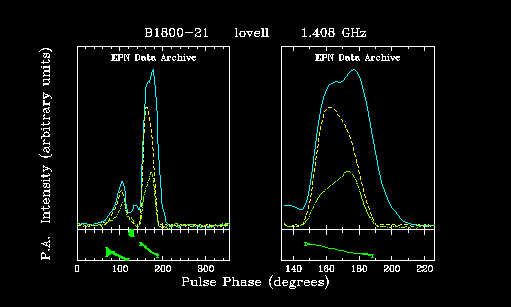 B1800-21 lovell 1.408 GHz
EPN Data Archive EPN Data Archive
Intensity (arbitrary units)
P.A.
0 100 200 300 140 160 180 200 220
Pulse Phase (degrees)